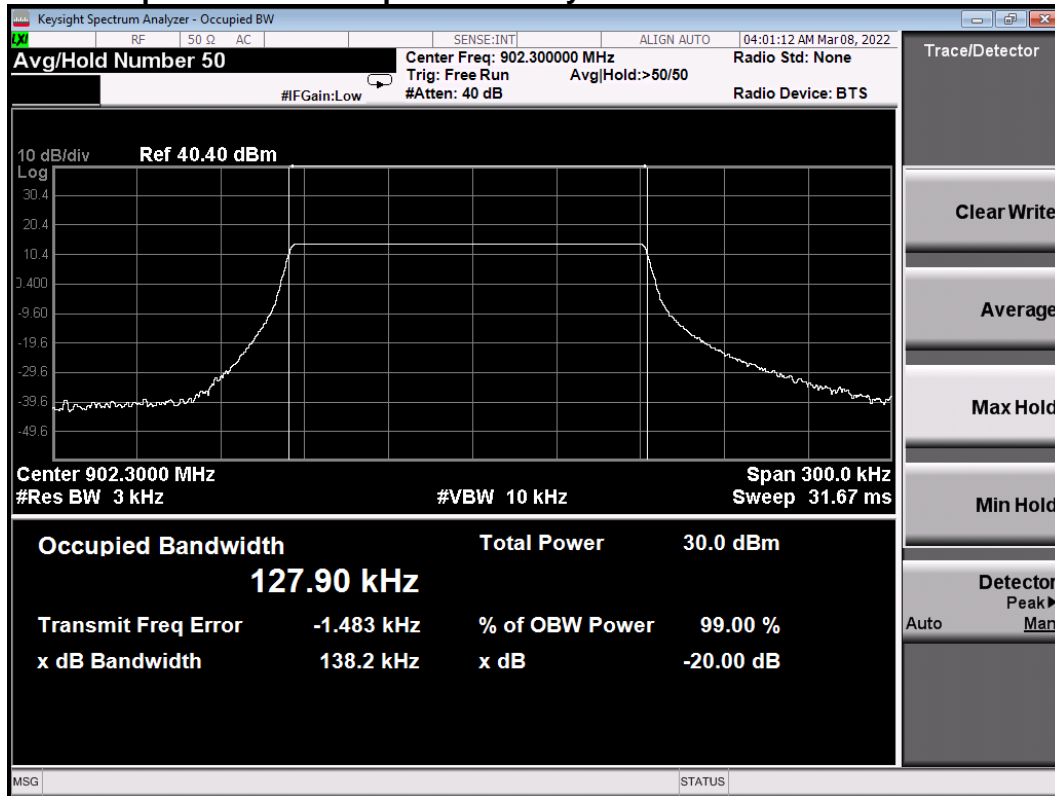 Keysight Spectrum Analyzer - Occupied BW
LXI RF 50 Ω AC SENSE:INT ALIGN AUTO 04:01:12 AM Mar 08, 2022
Avg/Hold Number 50
Center Freq: 902.300000 MHz Radio Std: None
Trig: Free Run Avg|Hold:>50/50
#IFGain:Low #Atten: 40 dB Radio Device: BTS
10 dB/div Ref 40.40 dBm
Log
30.4
20.4
10.4
0.400
-9.60
-19.6
-29.6
-39.6
-49.6
Center 902.3000 MHz Span 300.0 kHz
#Res BW 3 kHz #VBW 10 kHz Sweep 31.67 ms
Occupied Bandwidth Total Power 30.0 dBm
127.90 kHz
Transmit Freq Error -1.483 kHz % of OBW Power 99.00 %
x dB Bandwidth 138.2 kHz x dB -20.00 dB
MSG STATUS
Trace/Detector
Clear Write
Average
Max Hold
Min Hold
Detector
Peak▶
Auto Man